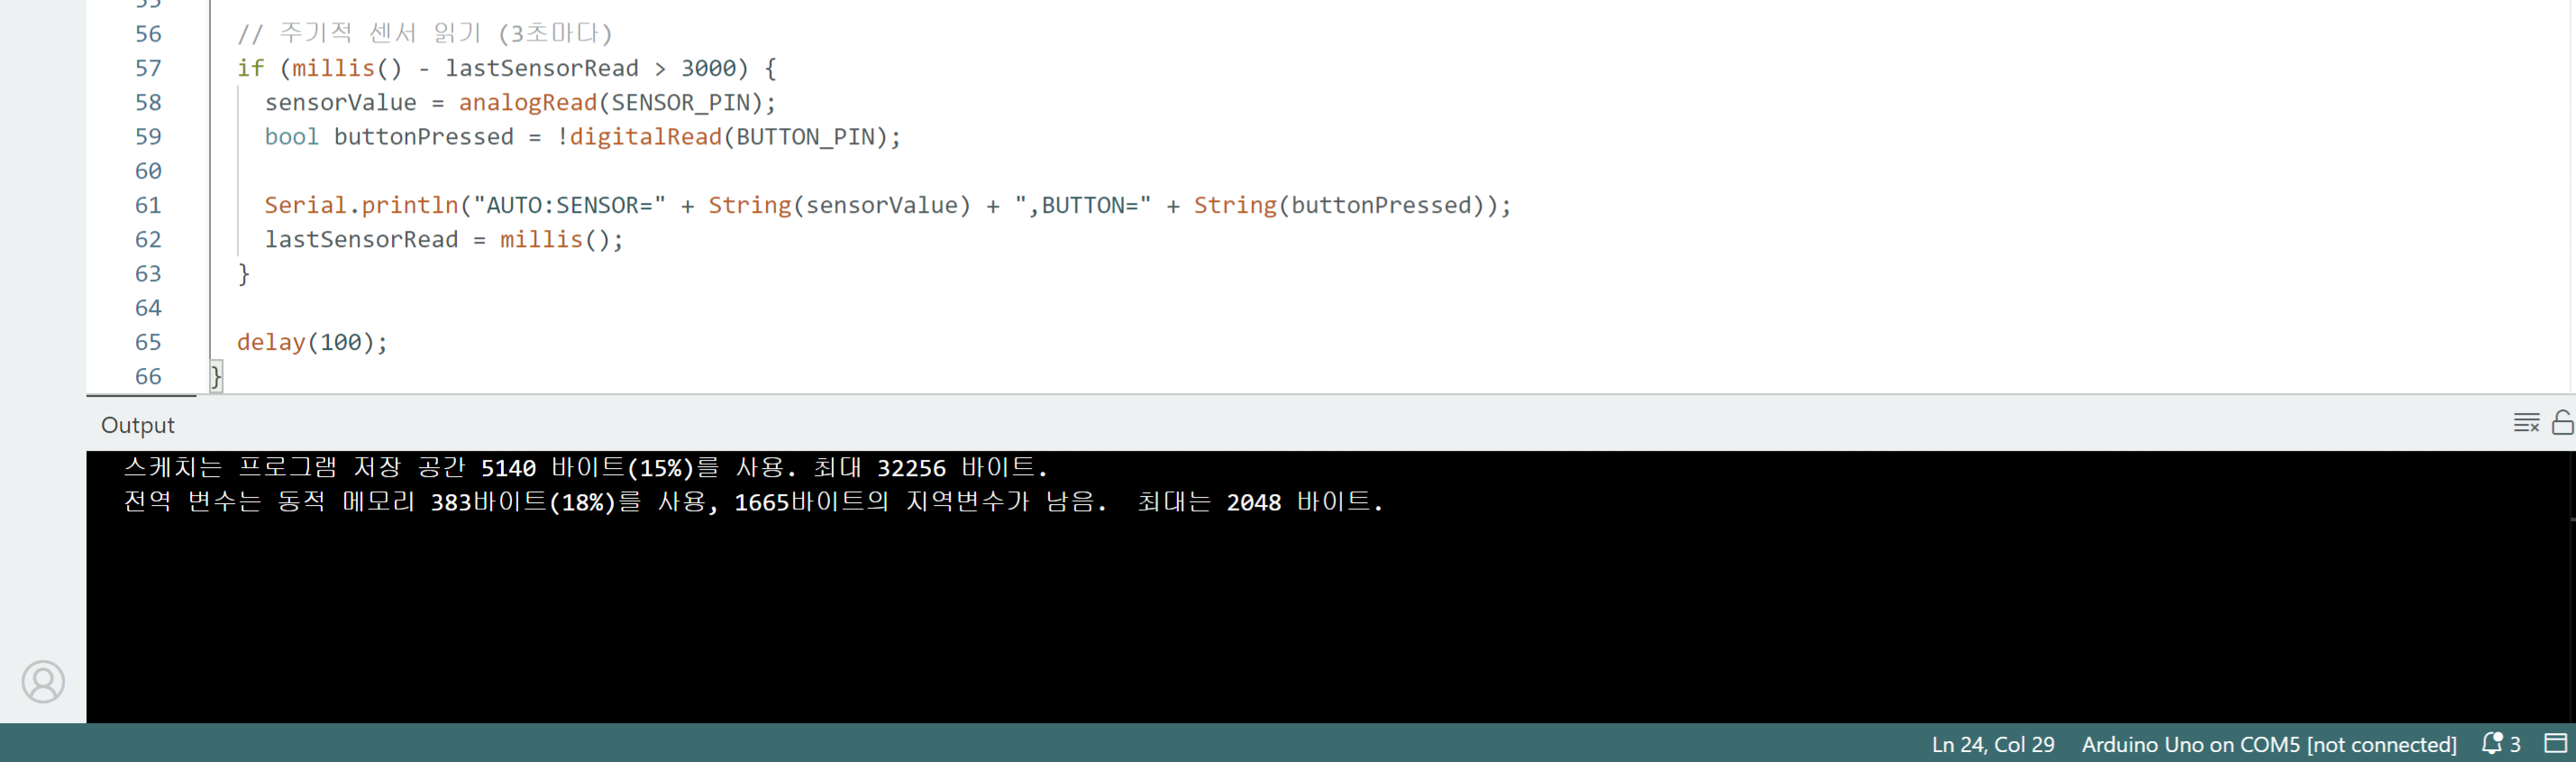 56 // 주기적 센서 읽기 (3초마다)
57 if (millis() - lastSensorRead > 3000) {
58 sensorValue = analogRead(SENSOR_PIN);
59 bool buttonPressed = !digitalRead(BUTTON_PIN);
60
61 Serial.println("AUTO:SENSOR=" + String(sensorValue) + ",BUTTON=" + String(buttonPressed));
62 lastSensorRead = millis();
63 }
64
65 delay(100);
66 }
Output
스케치는 프로그램 저장 공간 5140 바이트(15%)를 사용. 최대 32256 바이트.
전역 변수는 동적 메모리 383바이트(18%)를 사용, 1665바이트의 지역변수가 남음.  최대는 2048 바이트.
Ln 24, Col 29 Arduino Uno on COM5 [not connected] 3